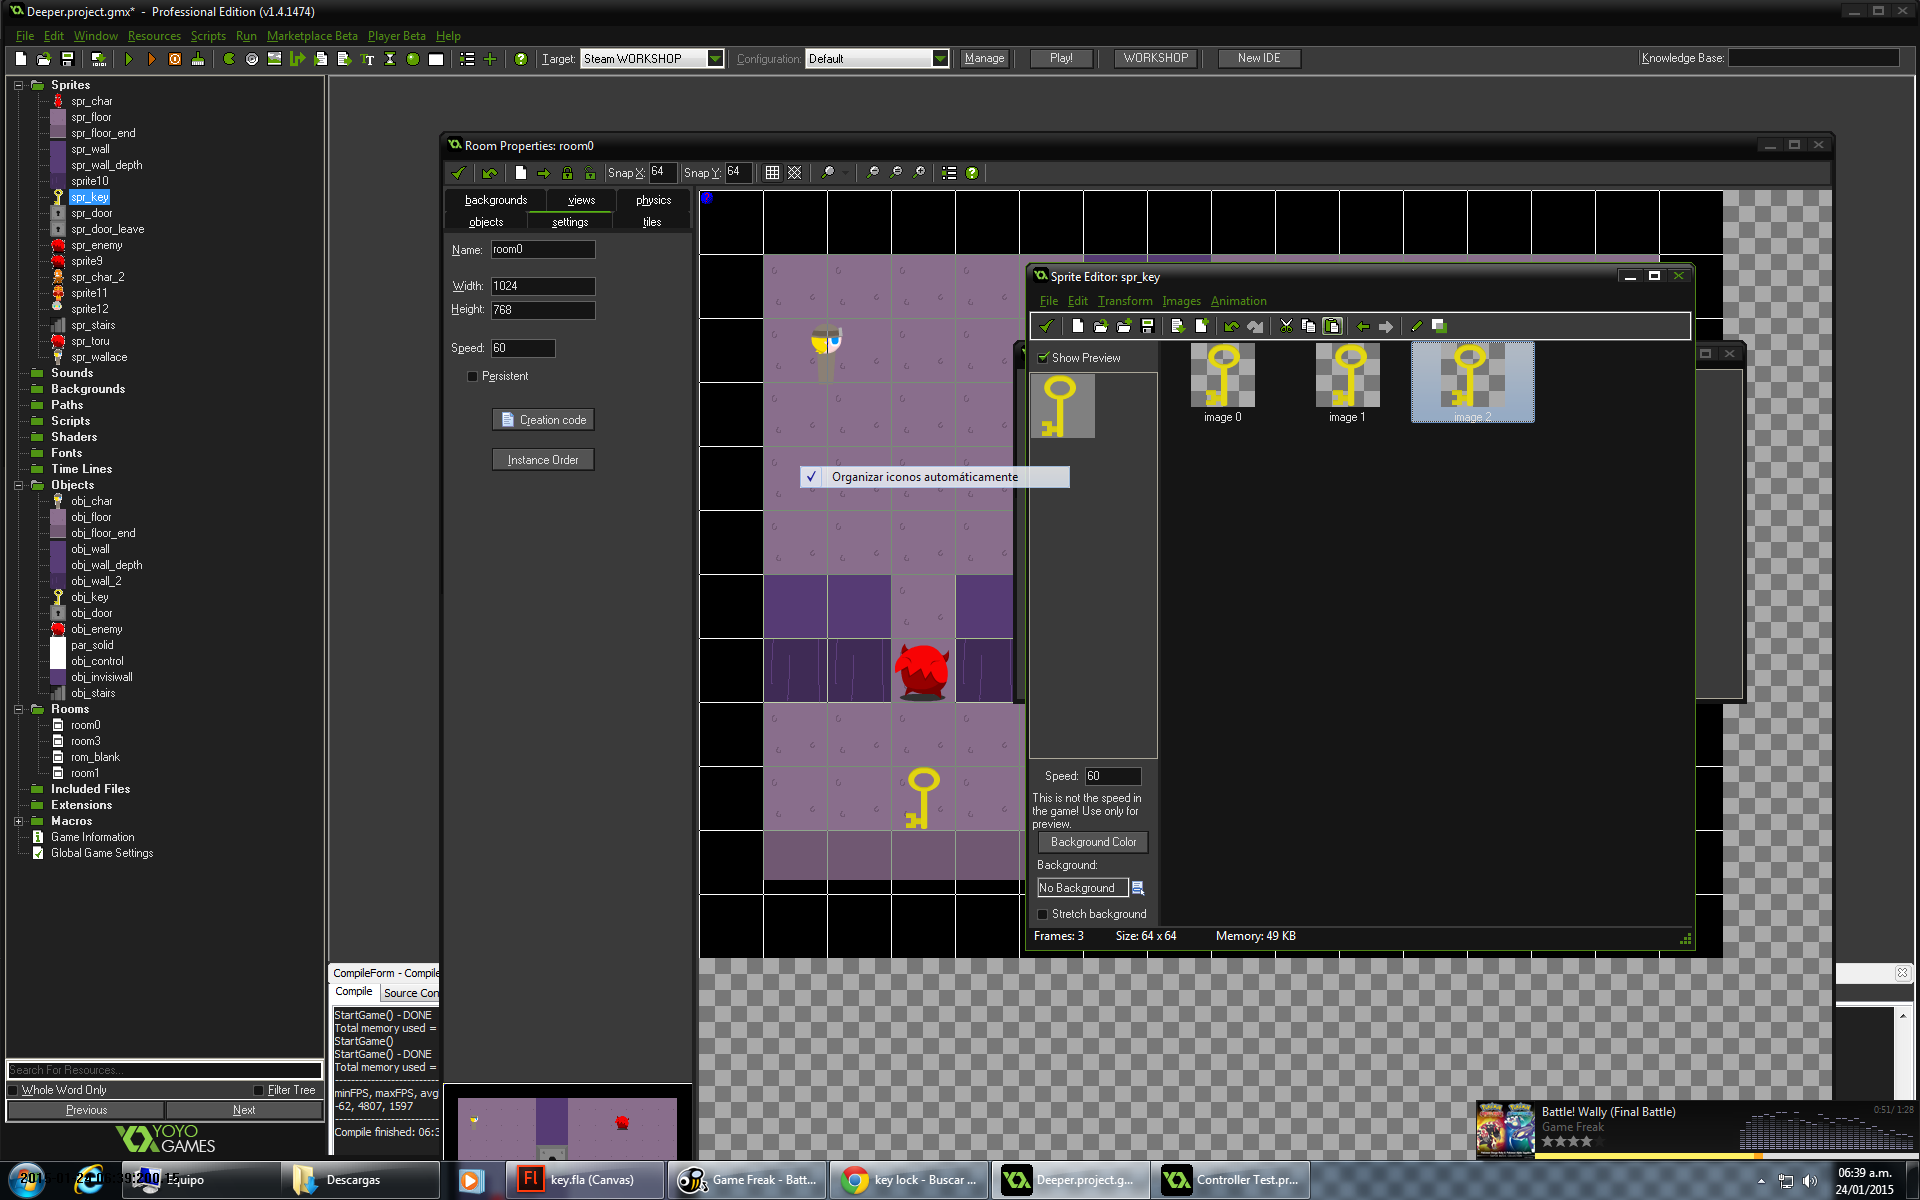 Deeper.project.gmx* - Professional Edition (v1.4.1474)
File Edit Window Resources Scripts Run Marketplace Beta Player Beta Help
Target: Steam WORKSHOP Configuration: Default Manage Play! WORKSHOP New IDE Knowledge Base:
Sprites
spr_char
spr_floor
spr_floor_end
spr_wall
spr_wall_depth
sprite10
spr_key
spr_door
spr_door_leave
spr_enemy
sprite9
spr_char_2
sprite11
sprite12
spr_stairs
spr_toru
spr_wallace
Sounds
Backgrounds
Paths
Scripts
Shaders
Fonts
Time Lines
Objects
obj_char
obj_floor
obj_floor_end
obj_wall
obj_wall_depth
obj_wall_2
obj_key
obj_door
obj_enemy
par_solid
obj_control
obj_invisiwall
obj_stairs
Rooms
room0
room3
rom_blank
room1
Included Files
Extensions
Macros
Game Information
Global Game Settings
Search For Resources...
Whole Word Only Filter Tree
Previous Next
YOYO
GAMES
Room Properties: room0
Snap X: 64 Snap Y: 64
backgrounds views physics
objects settings tiles
Name: room0
Width: 1024
Height: 768
Speed: 60
Persistent
Creation code
Instance Order
Organizar iconos automáticamente
Sprite Editor: spr_key
File Edit Transform Images Animation
Show Preview
image 0 image 1 image 2
Speed: 60
This is not the speed in
the game! Use only for
preview.
Background Color
Background:
No Background
Stretch background
Frames: 3 Size: 64 x 64 Memory: 49 KB
CompileForm - Compile
Compile Source Con
StartGame() - DONE
Total memory used =
StartGame()
StartGame() - DONE
Total memory used =
minFPS, maxFPS, avg
-62, 4807, 1597
Compile finished: 06:3
Battle! Wally (Final Battle) 0:51/ 1:28
Game Freak
Equipo
Descargas
Fl key.fla (Canvas)
Game Freak - Batt...
key lock - Buscar ...
Deeper.project.g...
Controller Test.pr...
06:39 a.m.
24/01/2015